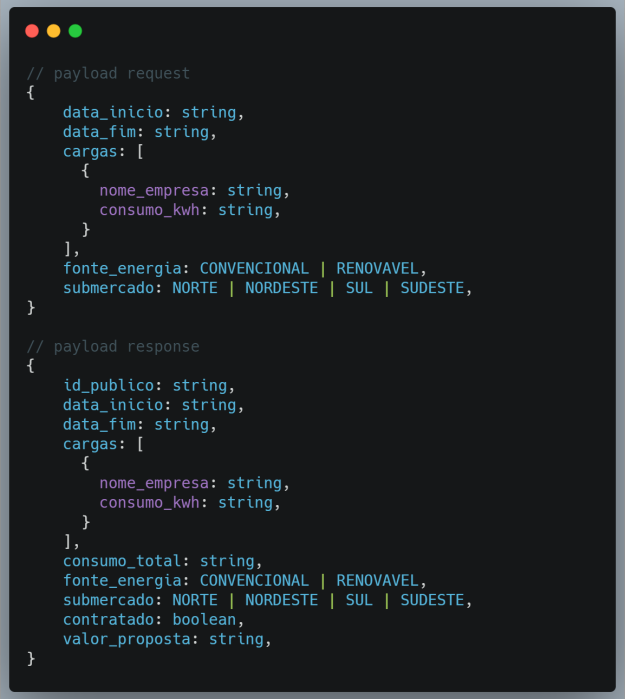 // payload request
{
    data_inicio: string,
    data_fim: string,
    cargas: [
      {
        nome_empresa: string,
        consumo_kwh: string,
      }
    ],
    fonte_energia: CONVENCIONAL | RENOVAVEL,
    submercado: NORTE | NORDESTE | SUL | SUDESTE,
}

// payload response
{
    id_publico: string,
    data_inicio: string,
    data_fim: string,
    cargas: [
      {
        nome_empresa: string,
        consumo_kwh: string,
      }
    ],
    consumo_total: string,
    fonte_energia: CONVENCIONAL | RENOVAVEL,
    submercado: NORTE | NORDESTE | SUL | SUDESTE,
    contratado: boolean,
    valor_proposta: string,
}